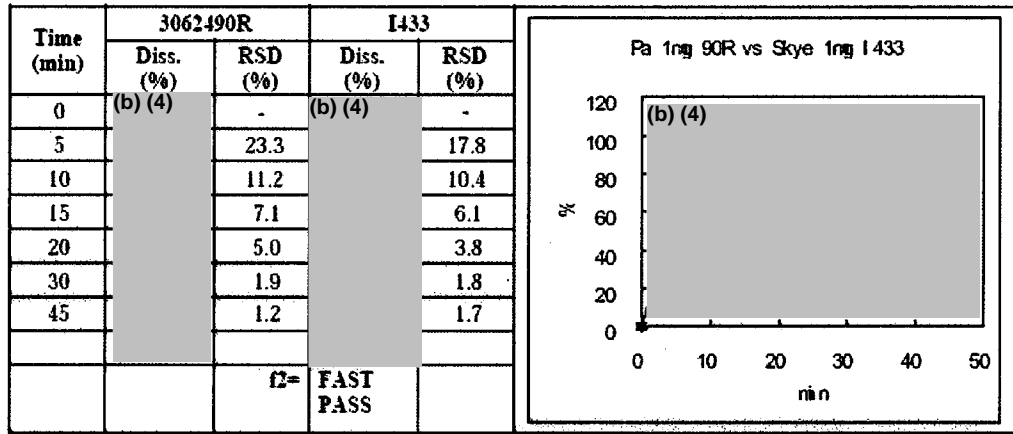 Time (min) 3062490R I433
Diss. (%) RSD (%) Diss. (%) RSD (%)
0 (b) (4) - (b) (4) -
5 23.3 17.8
10 11.2 10.4
15 7.1 6.1
20 5.0 3.8
30 1.9 1.8
45 1.2 1.7
f2= FAST PASS
Pa 1mg 90R vs Skye 1mg I433
(b) (4)
%
120
100
80
60
40
20
0
0 10 20 30 40 50
min